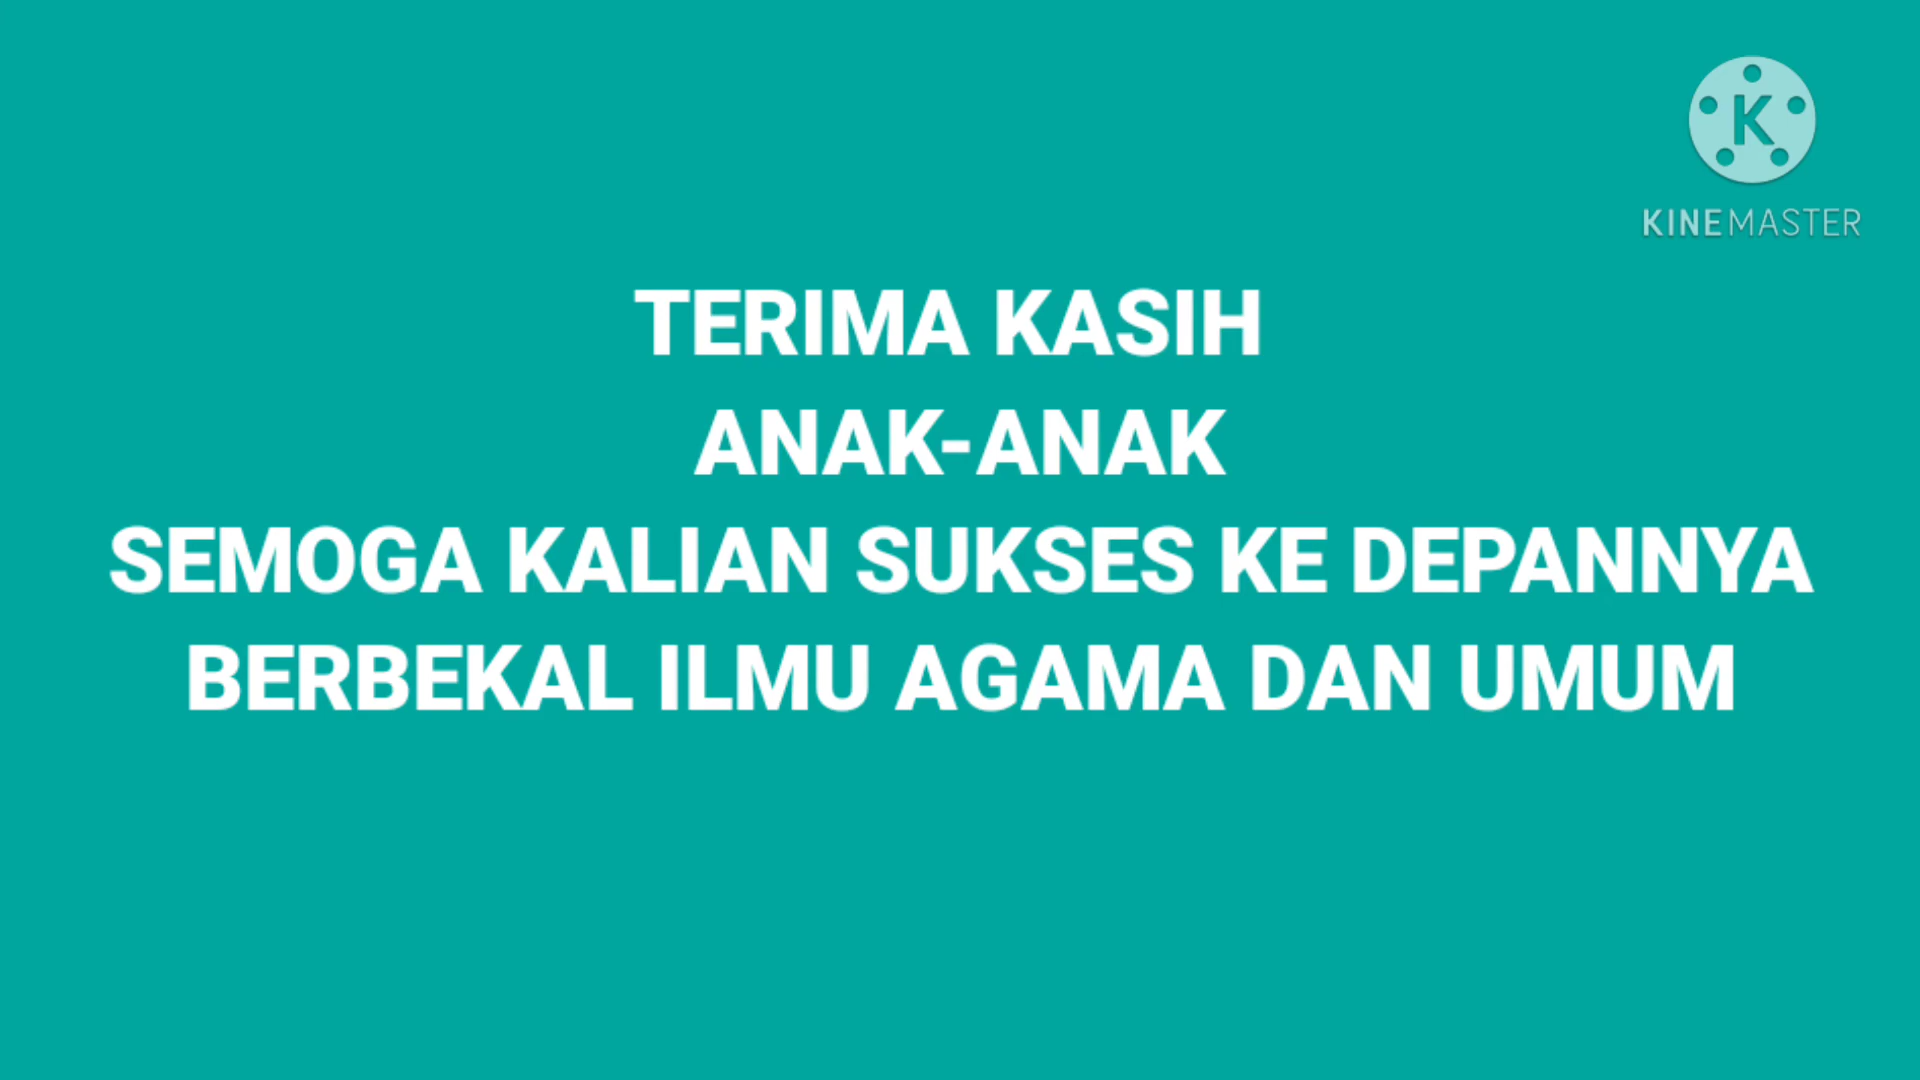 K
KINEMASTER
TERIMA KASIH
ANAK-ANAK
SEMOGA KALIAN SUKSES KE DEPANNYA
BERBEKAL ILMU AGAMA DAN UMUM